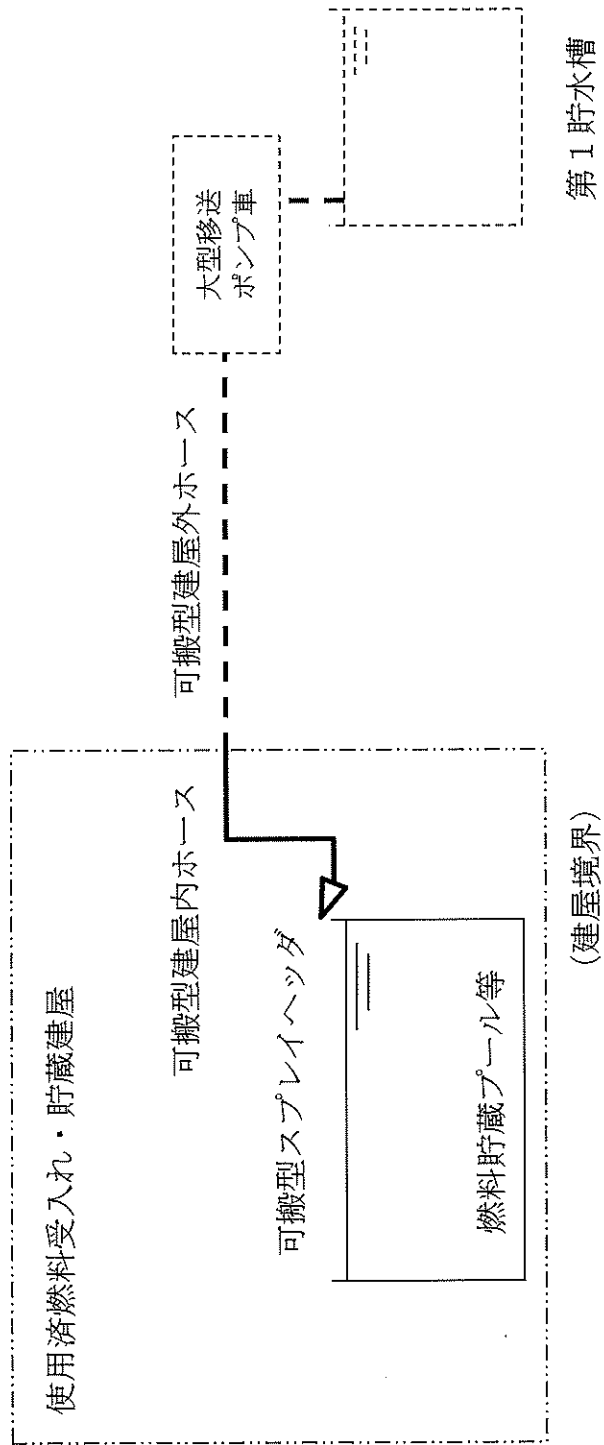 使用済燃料受入れ・貯蔵建屋
可搬型建屋内ホース
可搬型建屋外ホース
大型移送
ポンプ車
可搬型スプレイヘッダ
燃料貯蔵プール等
第１貯水槽
(建屋境界)